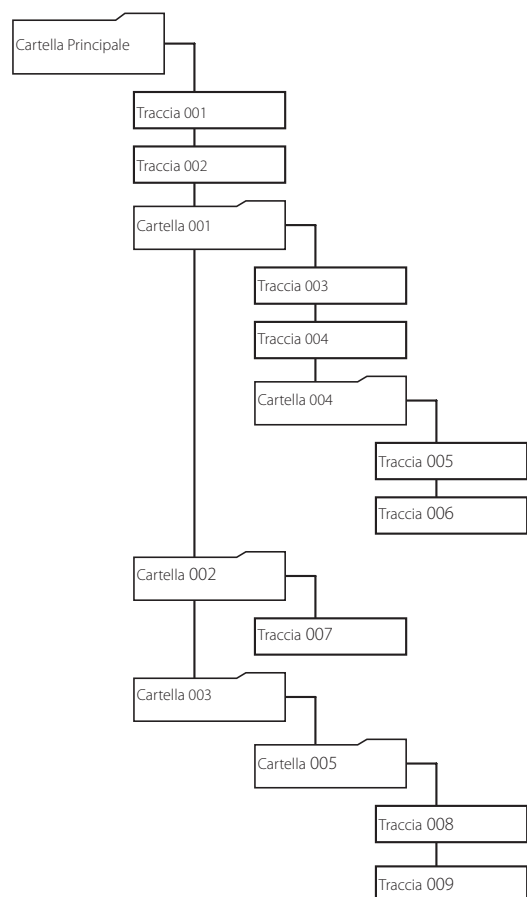 Cartella Principale
Traccia 001
Traccia 002
Cartella 001
Traccia 003
Traccia 004
Cartella 004
Traccia 005
Traccia 006
Cartella 002
Traccia 007
Cartella 003
Cartella 005
Traccia 008
Traccia 009